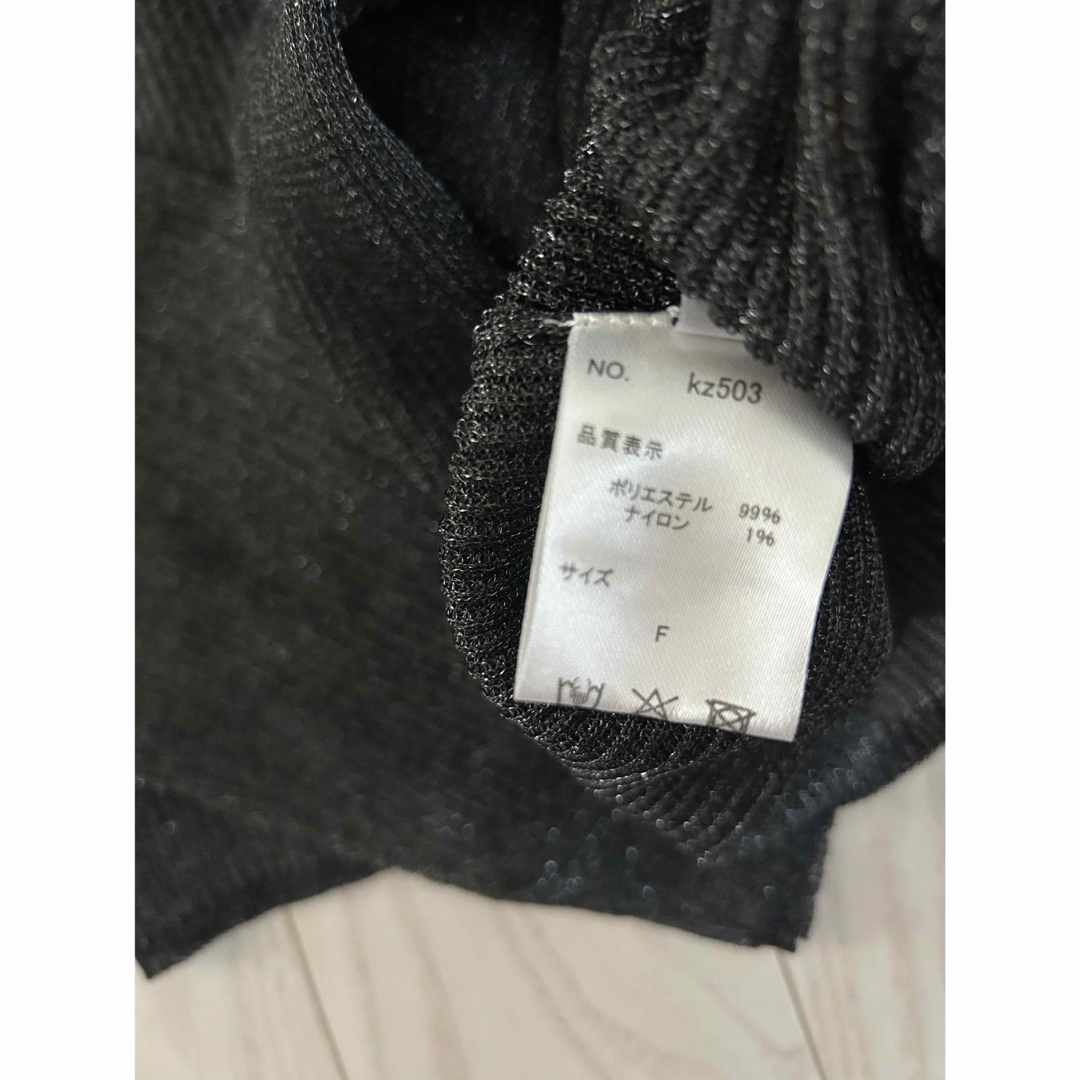 NO. kz503
品質表示
ポリエステル 99%
ナイロン 1%
サイズ
F